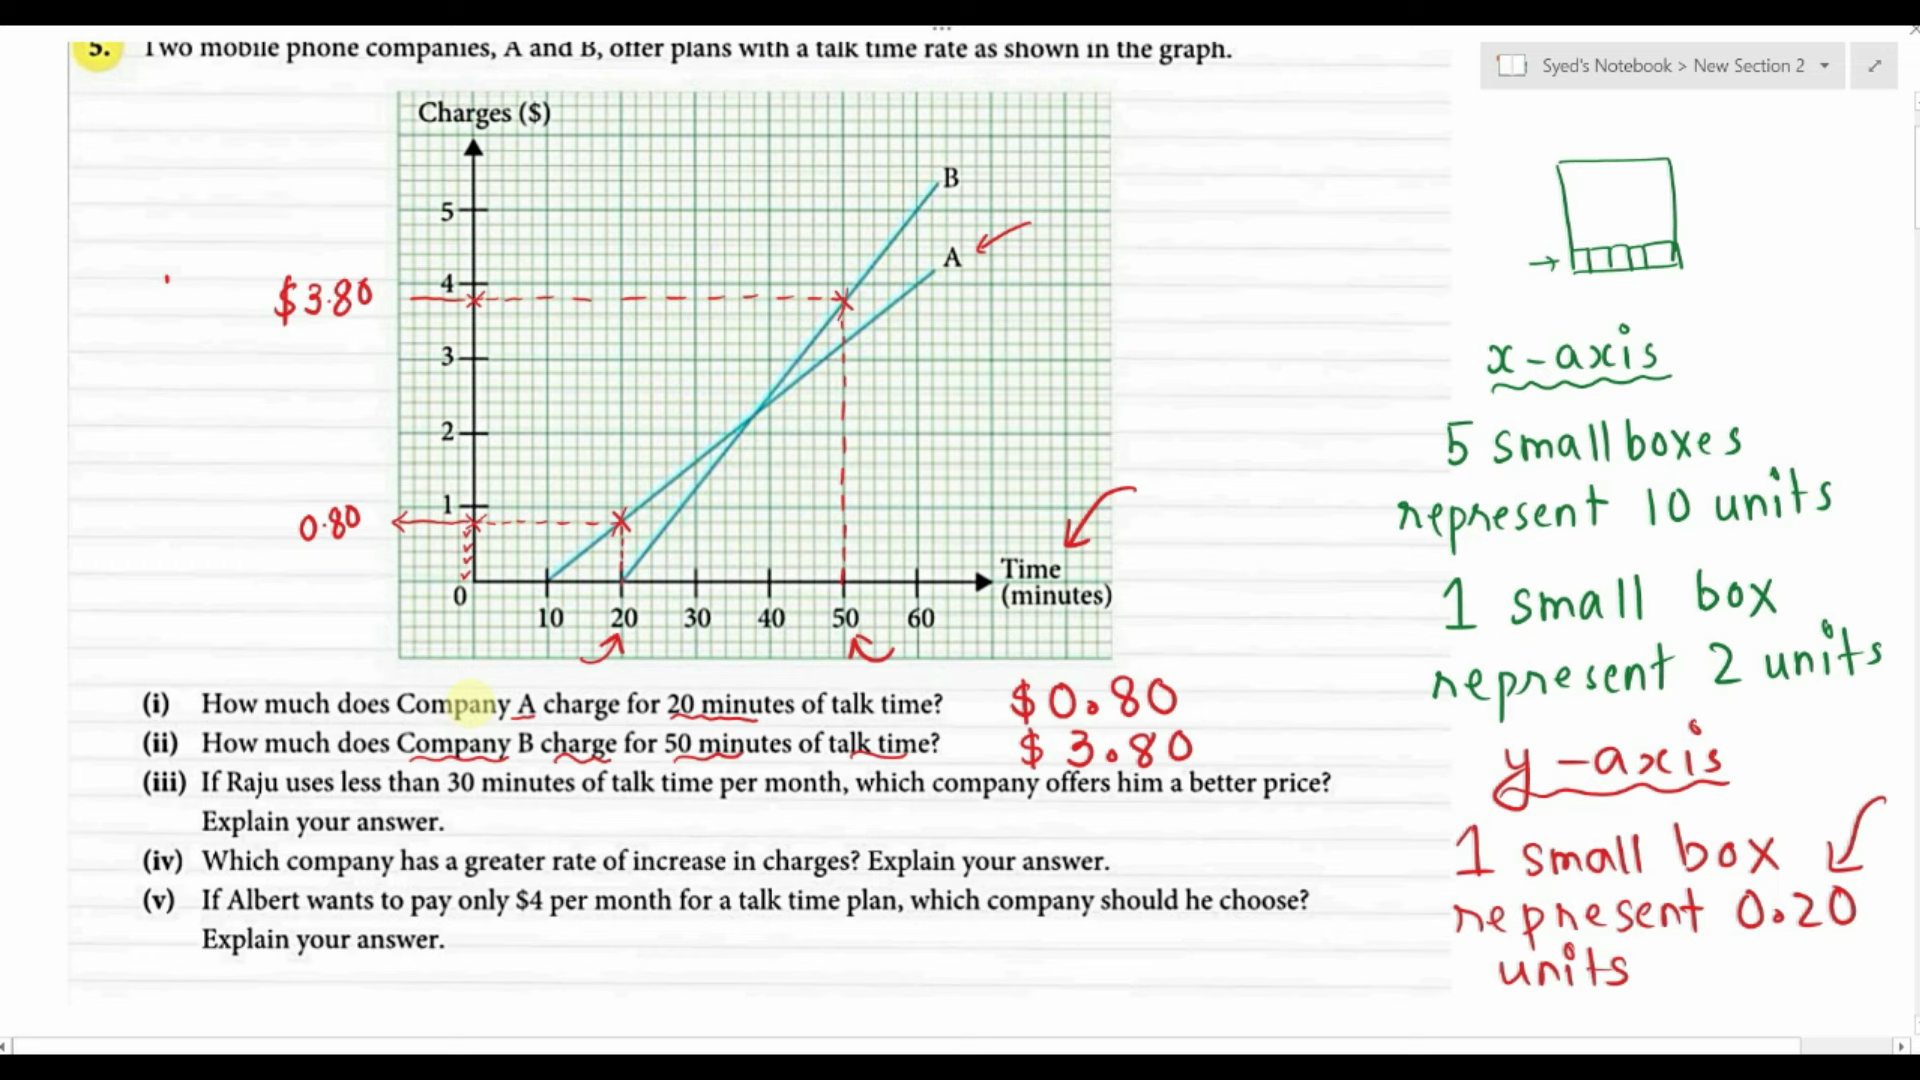 5. Two mobile phone companies, A and B, offer plans with a talk time rate as shown in the graph.
Syed's Notebook > New Section 2
Charges ($)
B
5
A
4
$3.80
3
2
1
0.80
Time
(minutes)
0
10 20 30 40 50 60
(i) How much does Company A charge for 20 minutes of talk time? $0.80
(ii) How much does Company B charge for 50 minutes of talk time? $3.80
(iii) If Raju uses less than 30 minutes of talk time per month, which company offers him a better price?
Explain your answer.
(iv) Which company has a greater rate of increase in charges? Explain your answer.
(v) If Albert wants to pay only $4 per month for a talk time plan, which company should he choose?
Explain your answer.
x-axis
5 small boxes
represent 10 units
1 small box
represent 2 units
y-axis
1 small box
represent 0.20
units